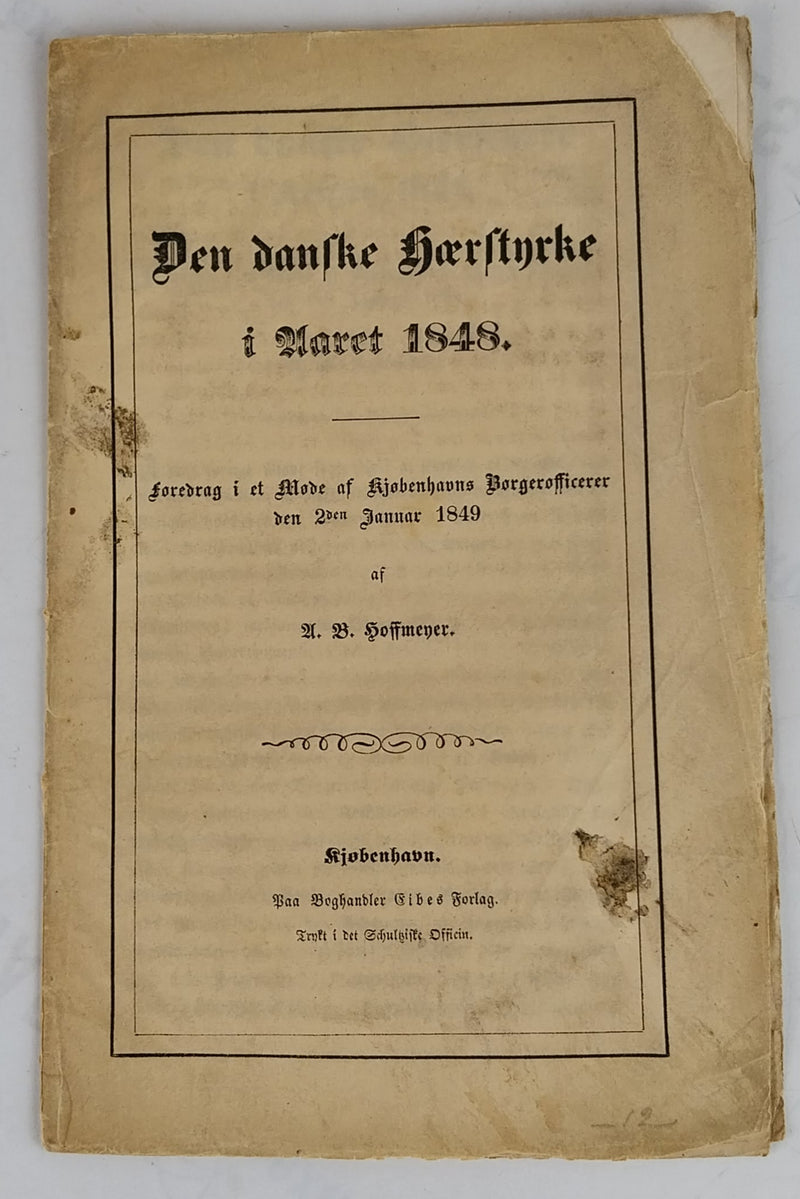 Den danske Hærstyrke
i Aaret 1848.
Foredrag i et Møde af Kjøbenhavns Borgerofficerer
den 2den Januar 1849
af
A. B. Hoffmeyer.
Kjøbenhavn.
Paa Boghandler Eibes Forlag.
Trykt i det Schultziske Officin.
—12—